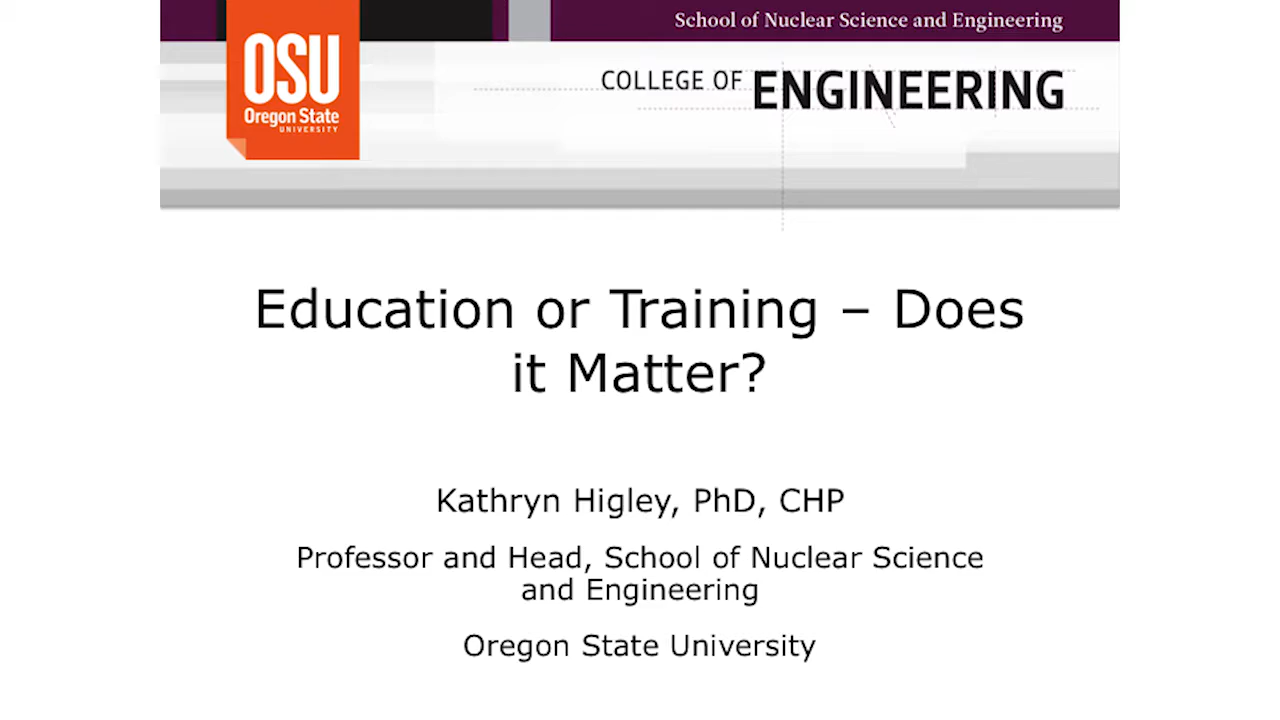 School of Nuclear Science and Engineering
OSU
Oregon State
UNIVERSITY
COLLEGE OF ENGINEERING
Education or Training – Does
it Matter?
Kathryn Higley, PhD, CHP
Professor and Head, School of Nuclear Science
and Engineering
Oregon State University